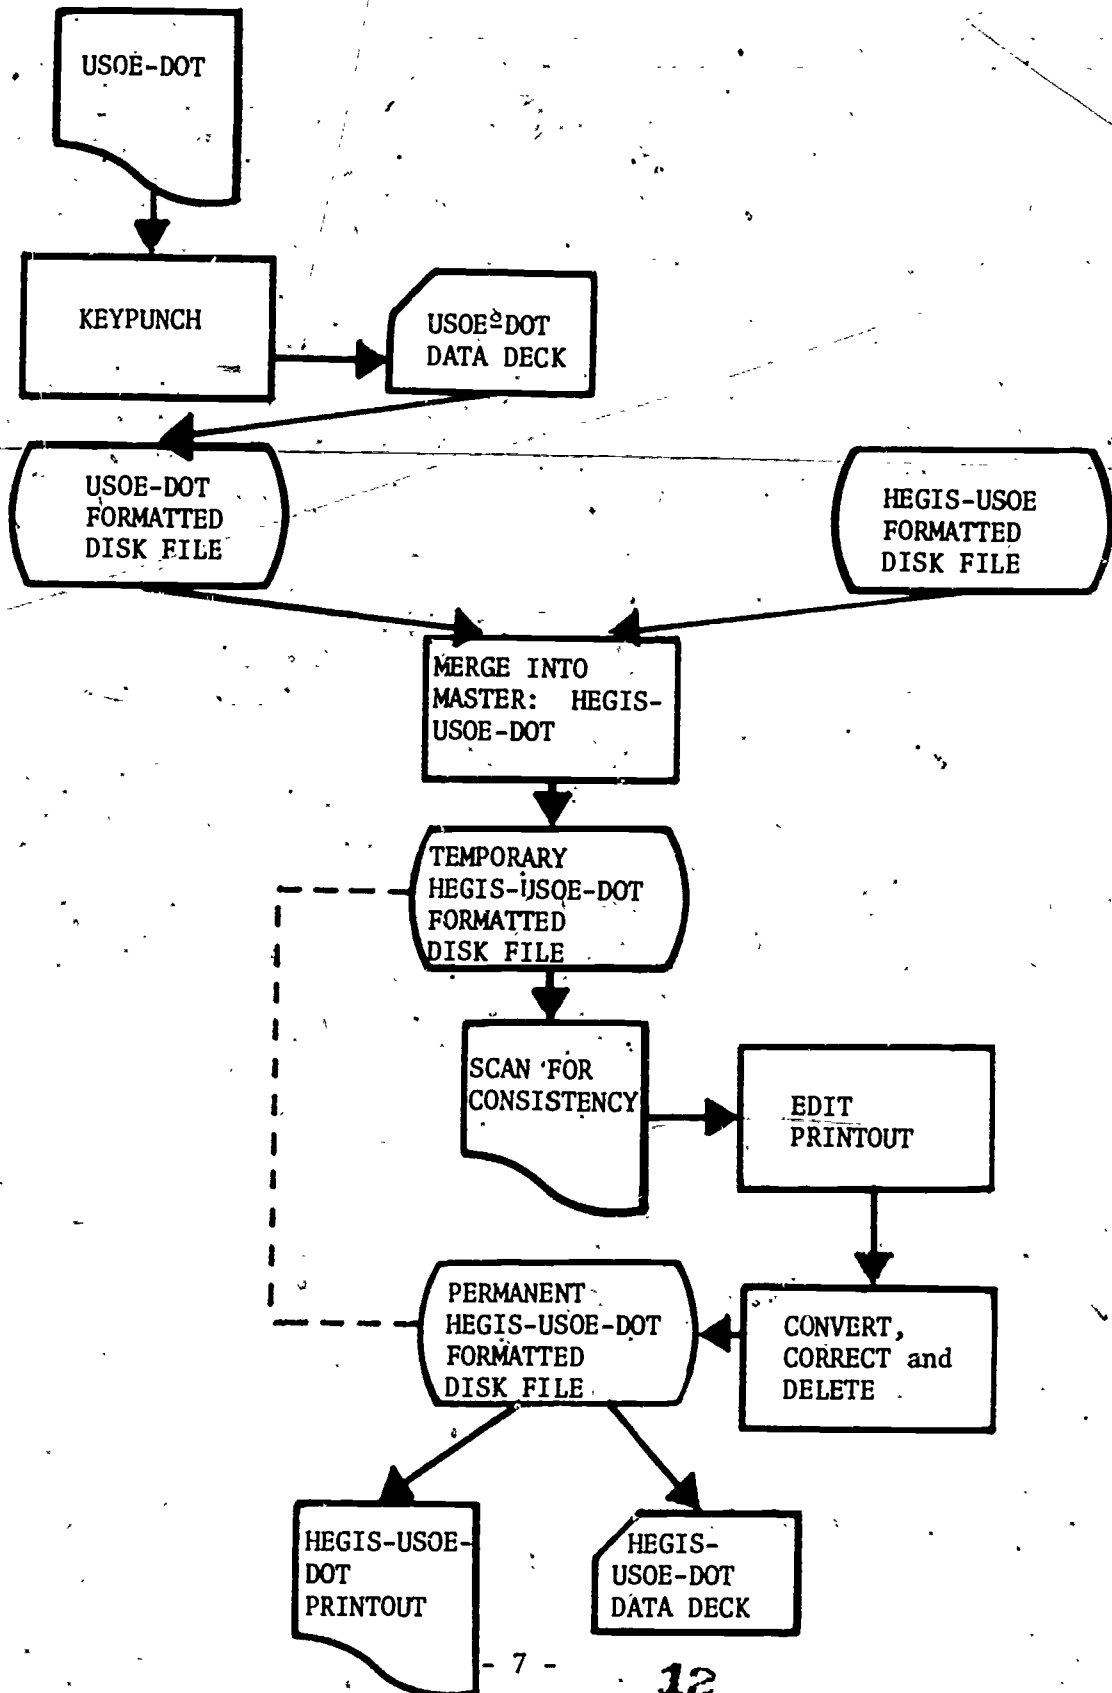 USOE-DOT
KEYPUNCH
USOE-DOT
DATA DECK
USOE-DOT
FORMATTED
DISK FILE
HEGIS-USOE
FORMATTED
DISK FILE
MERGE INTO
MASTER: HEGIS-
USOE-DOT
TEMPORARY
HEGIS-USOE-DOT
FORMATTED
DISK FILE
SCAN FOR
CONSISTENCY
EDIT
PRINTOUT
CONVERT,
CORRECT and
DELETE
PERMANENT
HEGIS-USOE-DOT
FORMATTED
DISK FILE
HEGIS-USOE-
DOT
PRINTOUT
HEGIS-
USOE-DOT
DATA DECK
- 7 -
12